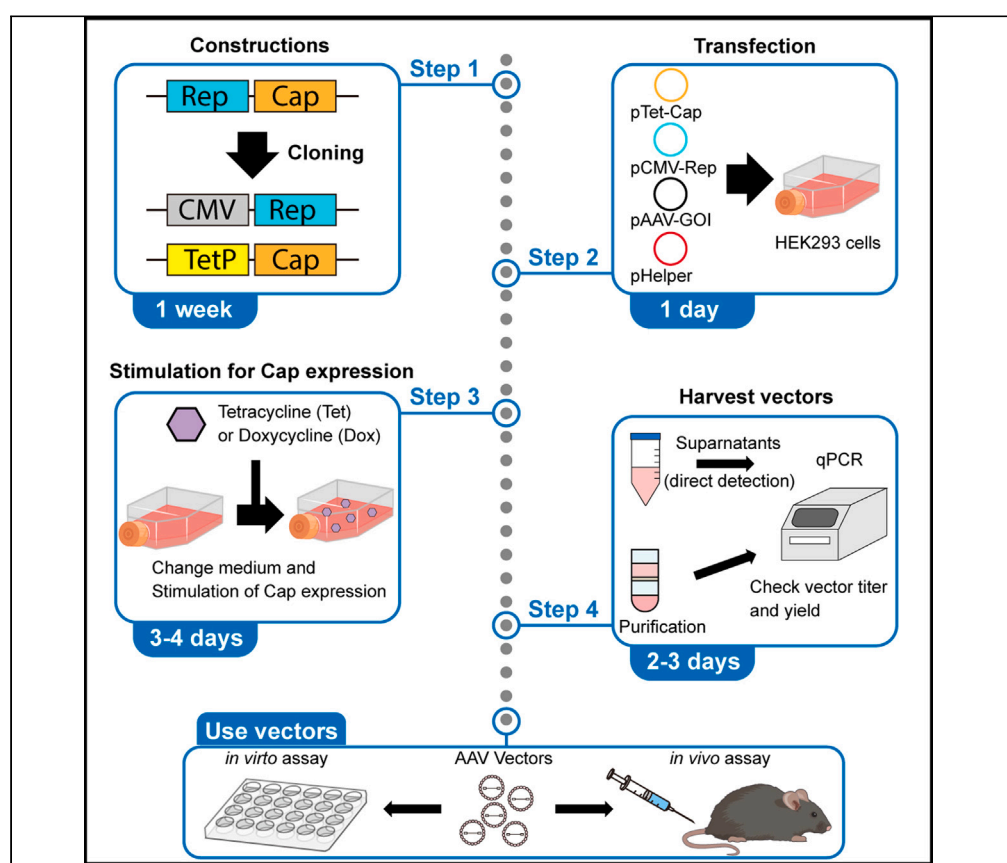 Constructions
Step 1
Rep
Cap
Cloning
CMV
Rep
TetP
Cap
1 week
Transfection
pTet-Cap
pCMV-Rep
pAAV-GOI
pHelper
HEK293 cells
Step 2
1 day
Stimulation for Cap expression
Step 3
Tetracycline (Tet)
or Doxycycline (Dox)
Change medium and
Stimulation of Cap expression
3-4 days
Harvest vectors
Suparnatants
(direct detection)
qPCR
Purification
Check vector titer
and yield
Step 4
2-3 days
Use vectors
in virto assay
AAV Vectors
in vivo assay